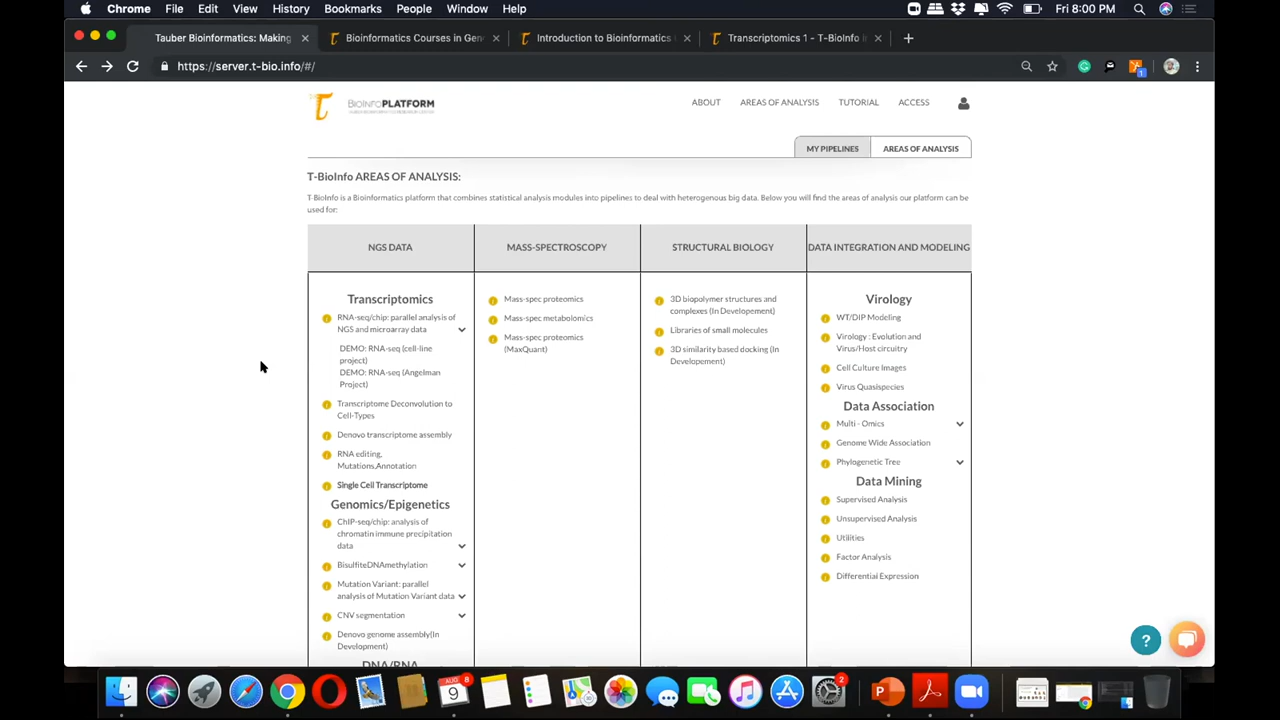 Chrome File Edit View History Bookmarks People Window Help Fri 8:00 PM
Tauber Bioinformatics: Making Bioinformatics Courses in Gen Introduction to Bioinformatics Transcriptomics 1 - T-BioInfo i
https://server.t-bio.info/#/
BIOINFOPLATFORM ABOUT AREAS OF ANALYSIS TUTORIAL ACCESS
MY PIPELINES AREAS OF ANALYSIS
T-BioInfo AREAS OF ANALYSIS:
T-BioInfo is a Bioinformatics platform that combines statistical analysis modules into pipelines to deal with heterogenous big data. Below you will find the areas of analysis our platform can be
used for:
NGS DATA MASS-SPECTROSCOPY STRUCTURAL BIOLOGY DATA INTEGRATION AND MODELING
Transcriptomics
RNA-seq/chip: parallel analysis of
NGS and microarray data
DEMO: RNA-seq (cell-line
project)
DEMO: RNA-seq (Angelman
Project)
Transcriptome Deconvolution to
Cell-Types
Denovo transcriptome assembly
RNA editing,
Mutations,Annotation
Single Cell Transcriptome
Genomics/Epigenetics
ChIP-seq/chip: analysis of
chromatin immune precipitation
data
BisulfiteDNAmethylation
Mutation Variant: parallel
analysis of Mutation Variant data
CNV segmentation
Denovo genome assembly(In
Development)
DNA/RNA
Mass-spec proteomics
Mass-spec metabolomics
Mass-spec proteomics
(MaxQuant)
3D biopolymer structures and
complexes (In Developement)
Libraries of small molecules
3D similarity based docking (In
Developement)
Virology
WT/DIP Modeling
Virology : Evolution and
Virus/Host circuitry
Cell Culture Images
Virus Quasispecies
Data Association
Multi - Omics
Genome Wide Association
Phylogenetic Tree
Data Mining
Supervised Analysis
Unsupervised Analysis
Utilities
Factor Analysis
Differential Expression
?
AUG
9
8
2
1